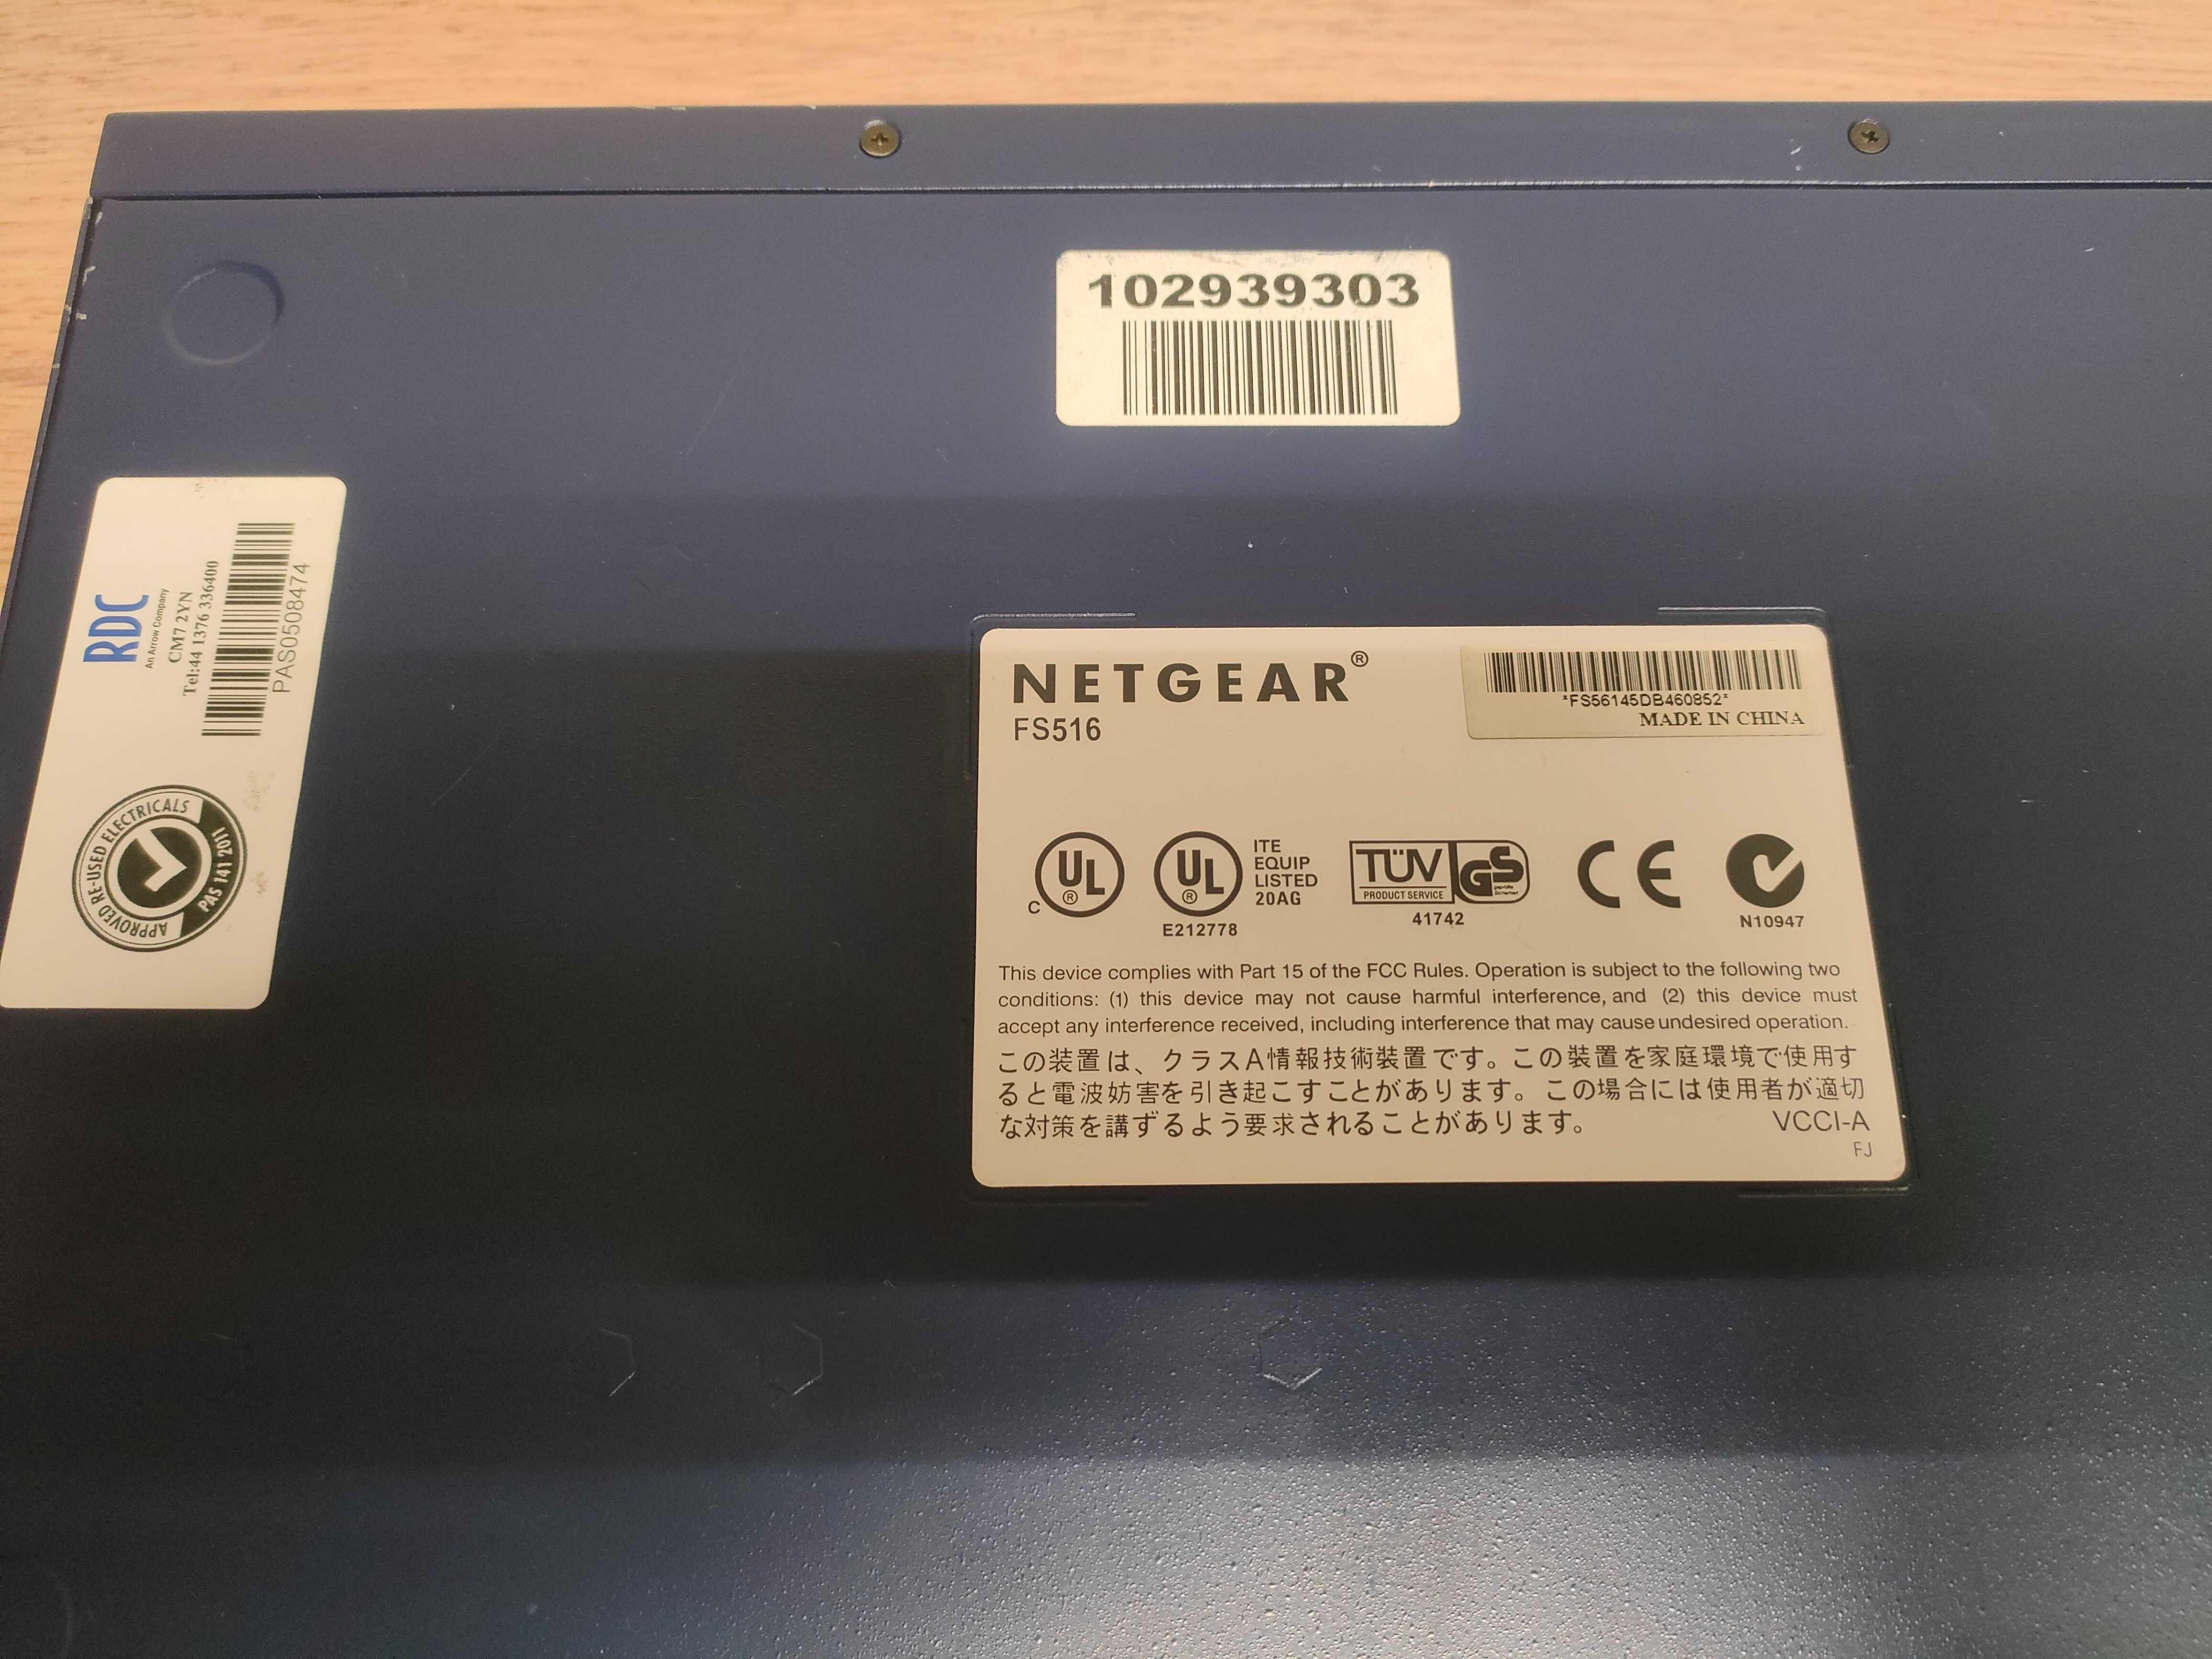 102939303
RDC
An Arrow Company
CM7 2YN
Tel:44 1376 336400
PAS0508474
APPROVED RE-USED ELECTRICALS
PAS 141 2011
NETGEAR®
FS516
*FS56145DB460852*
MADE IN CHINA
C UL ®
UL ®
ITE
EQUIP
LISTED
20AG
E212778
TÜV
PRODUCT SERVICE
GS
geprüfte
Sicherheit
41742
CE
N10947
This device complies with Part 15 of the FCC Rules. Operation is subject to the following two
conditions: (1) this device may not cause harmful interference, and (2) this device must
accept any interference received, including interference that may cause undesired operation.
この装置は、クラスA情報技術装置です。この装置を家庭環境で使用す
ると電波妨害を引き起こすことがあります。この場合には使用者が適切
な対策を講ずるよう要求されることがあります。
VCCI-A
FJ